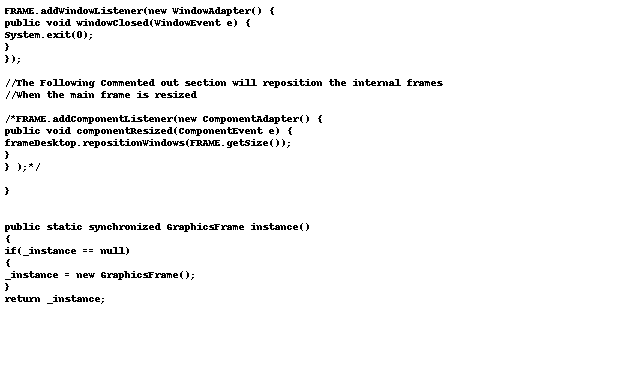 FRAME.addWindowListener(new WindowAdapter() {
public void windowClosed(WindowEvent e) {
System.exit(0);
}
});
//The Following Commented out section will reposition the internal frames
//When the main frame is resized
/*FRAME.addComponentListener(new ComponentAdapter() {
public void componentResized(ComponentEvent e) {
frameDesktop.repositionWindows(FRAME.getSize());
}
} );*/
}
public static synchronized GraphicsFrame instance()
{
if(_instance == null)
{
_instance = new GraphicsFrame();
}
return _instance;